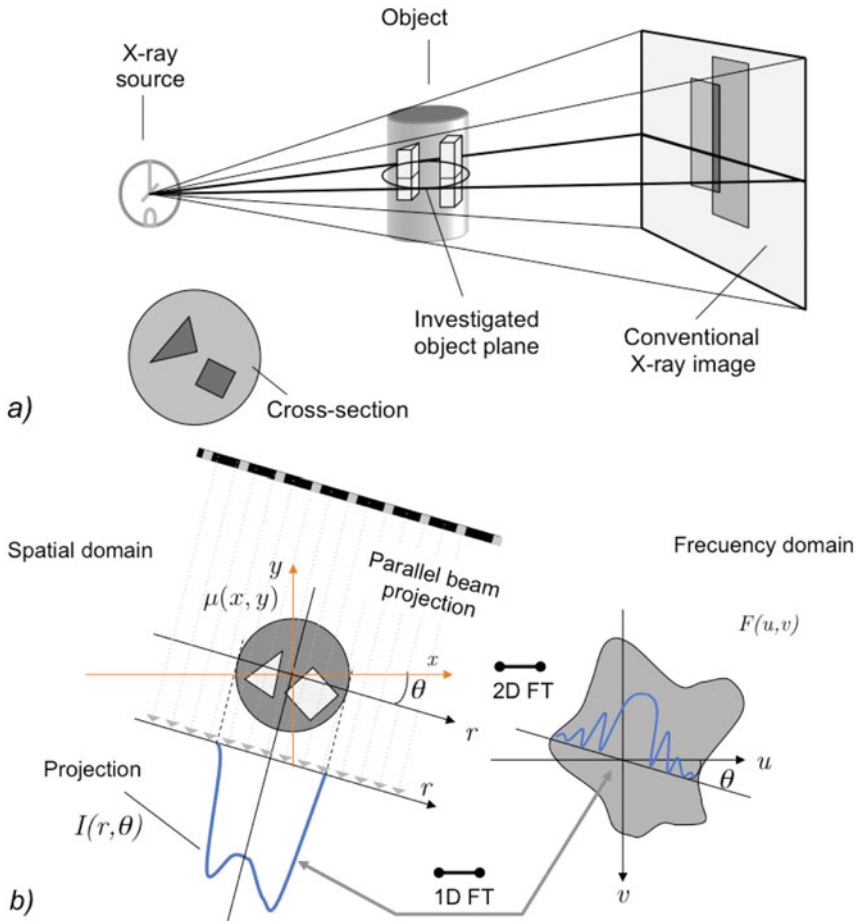 Object
X-ray
source
Investigated
object plane
Conventional
X-ray image
Cross-section
a)
Spatial domain
Frecuency domain
Parallel beam
projection
y
μ(x, y)
F(u,v)
x
θ
2D FT
r
u
θ
Projection
r
I(r,θ)
1D FT
v
b)